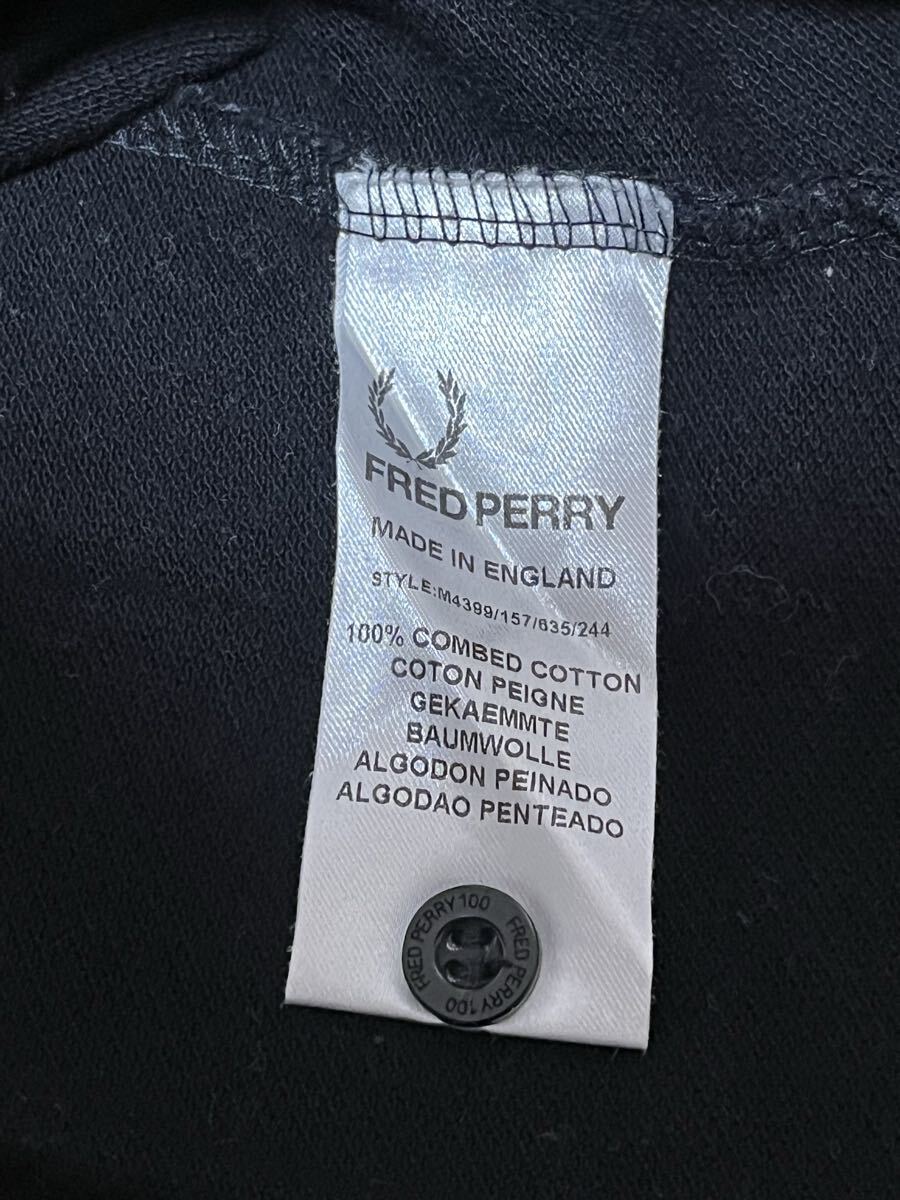 FRED PERRY
MADE IN ENGLAND
STYLE:M4399/157/635/244
100% COMBED COTTON
COTON PEIGNE
GEKAEMMTE
BAUMWOLLE
ALGODON PEINADO
ALGODAO PENTEADO
FRED PERRY 100
FRED PERRY 100